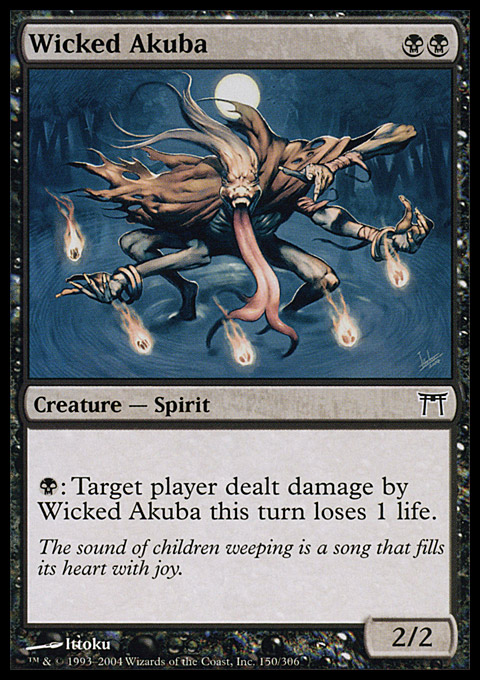 Wicked Akuba
Creature — Spirit
: Target player dealt damage by
Wicked Akuba this turn loses 1 life.
The sound of children weeping is a song that fills
its heart with joy.
2/2
Ittoku
™ & © 1993–2004 Wizards of the Coast, Inc. 150/306